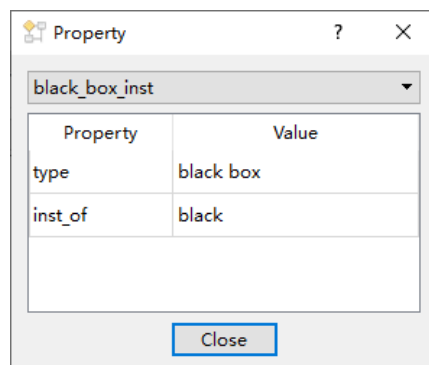 Property
?
black_box_inst
Property Value
type black box
inst_of black
Close